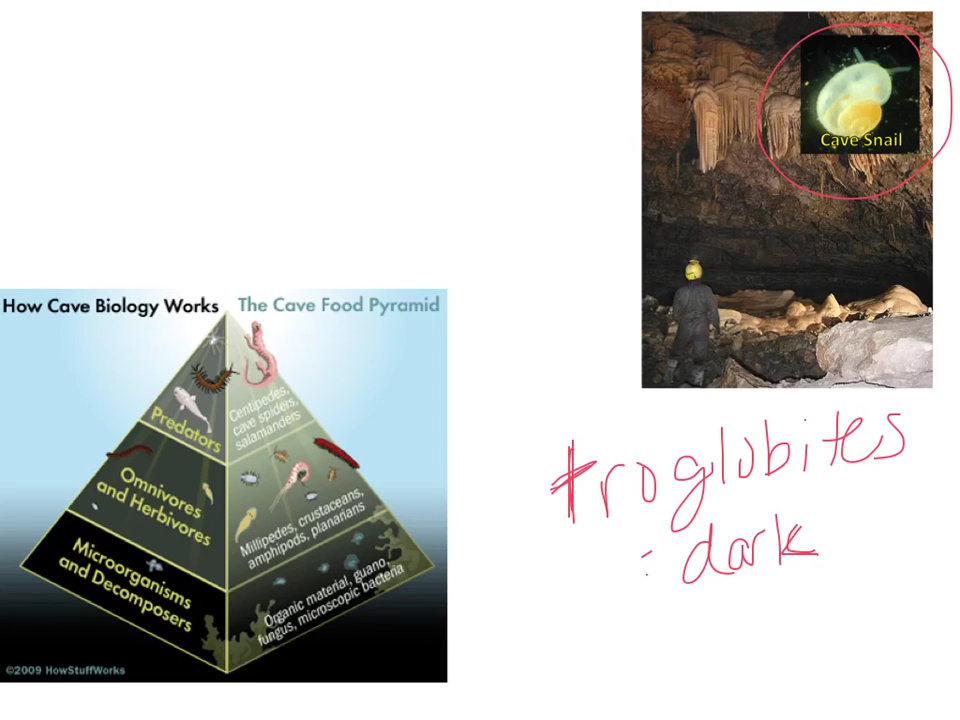 Cave Snail
How Cave Biology Works
The Cave Food Pyramid
Predators
Centipedes,
cave spiders,
salamanders
Omnivores
and Herbivores
Millipedes, crustaceans,
amphipods, planarians
Microorganisms
and Decomposers
Organic material, guano,
fungus, microscopic bacteria
©2009 HowStuffWorks
troglobites
: dark